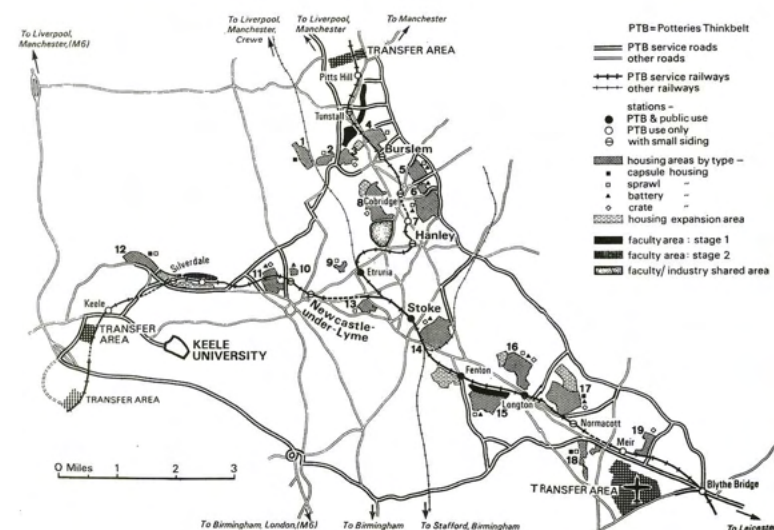 To Liverpool,
Manchester,(M6)
To Liverpool,
Manchester,
Crewe
To Liverpool,
Manchester
To Manchester
TRANSFER AREA
Pitts Hill
Tunstall
4
1
2
3
Burslem
5
6
8
Cobridge
7
Hanley
12
Silverdale
11
10
9
Etruria
Keele
TRANSFER
AREA
KEELE
UNIVERSITY
TRANSFER AREA
Newcastle-
under-Lyme
13
Stoke
14
Fenton
15
16
Longton
17
Normacott
18
Meir
19
TRANSFER AREA
Blythe Bridge
0 Miles 1 2 3
To Birmingham, London,(M6)
To Birmingham
To Stafford, Birmingham
To Leicester
PTB=Potteries Thinkbelt
PTB service roads
other roads
PTB service railways
other railways
stations –
PTB & public use
PTB use only
with small siding
housing areas by type –
capsule housing
sprawl "
battery "
crate "
housing expansion area
faculty area : stage 1
faculty area : stage 2
faculty/industry shared area